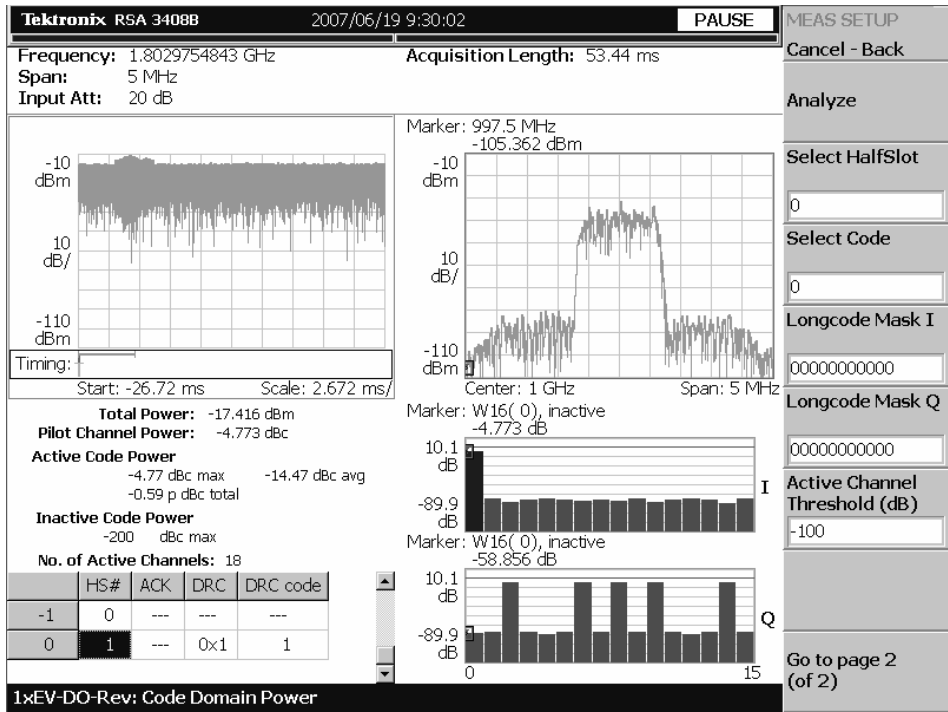 Tektronix RSA 3408B 2007/06/19 9:30:02 PAUSE
Frequency: 1.8029754843 GHz Acquisition Length: 53.44 ms
Span: 5 MHz
Input Att: 20 dB
-10
dBm
10
dB/
-110
dBm
Timing:
Start: -26.72 ms Scale: 2.672 ms/
Marker: 997.5 MHz
-105.362 dBm
-10
dBm
10
dB/
-110
dBm
Center: 1 GHz Span: 5 MHz
Total Power: -17.416 dBm
Pilot Channel Power: -4.773 dBc
Active Code Power
-4.77 dBc max -14.47 dBc avg
-0.59 p dBc total
Inactive Code Power
-200 dBc max
No. of Active Channels: 18
HS# ACK DRC DRC code
-1 0 --- --- ---
0 1 --- 0x1 1
Marker: W16( 0), inactive
-4.773 dB
10.1
dB
-89.9
dB
I
Marker: W16( 0), inactive
-58.856 dB
10.1
dB
-89.9
dB
Q
0 15
1xEV-DO-Rev: Code Domain Power
MEAS SETUP
Cancel - Back
Analyze
Select HalfSlot
0
Select Code
0
Longcode Mask I
00000000000
Longcode Mask Q
00000000000
Active Channel
Threshold (dB)
-100
Go to page 2
(of 2)